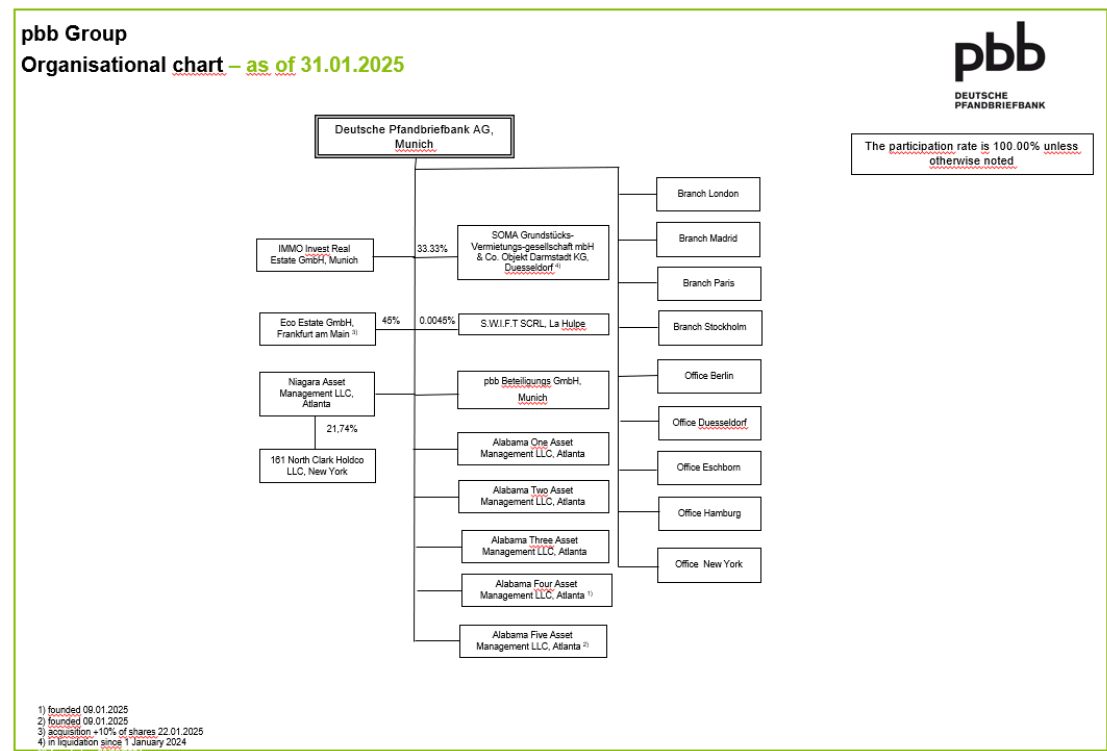 pbb Group
Organisational chart – as of 31.01.2025
pbb
DEUTSCHE
PFANDBRIEFBANK
The participation rate is 100.00% unless
otherwise noted
Deutsche Pfandbriefbank AG,
Munich
IMMO Invest Real
Estate GmbH, Munich
33.33%
SOMA Grundstücks-
Vermietungs-gesellschaft mbH
& Co. Objekt Darmstadt KG,
Duesseldorf 4)
Eco Estate GmbH,
Frankfurt am Main 3)
45%
0.0045%
S.W.I.F.T SCRL, La Hulpe
Niagara Asset
Management LLC,
Atlanta
pbb Beteiligungs GmbH,
Munich
21,74%
161 North Clark Holdco
LLC, New York
Alabama One Asset
Management LLC, Atlanta
Alabama Two Asset
Management LLC, Atlanta
Alabama Three Asset
Management LLC, Atlanta
Alabama Four Asset
Management LLC, Atlanta 1)
Alabama Five Asset
Management LLC, Atlanta 2)
Branch London
Branch Madrid
Branch Paris
Branch Stockholm
Office Berlin
Office Duesseldorf
Office Eschborn
Office Hamburg
Office New York
1) founded 09.01.2025
2) founded 09.01.2025
3) acquisition +10% of shares 22.01.2025
4) in liquidation since 1 January 2024